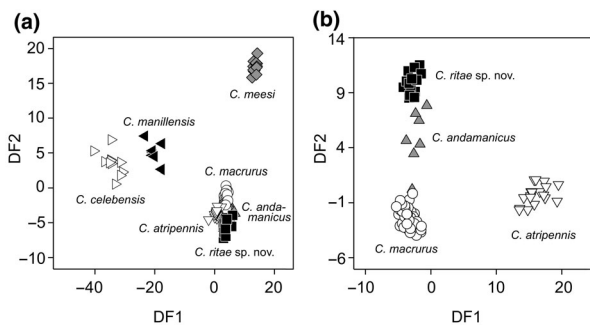 (a)
20
15
10
5
0
−5
−10
DF2
−40
−20
0
20
DF1
C. meesi
C. manillensis
C. celebensis
C. macrurus
C. anda-
manicus
C. atripennis
C. ritae sp. nov.
(b)
14
9
4
−1
−6
DF2
−10
0
10
20
DF1
C. ritae sp. nov.
C. andamanicus
C. macrurus
C. atripennis